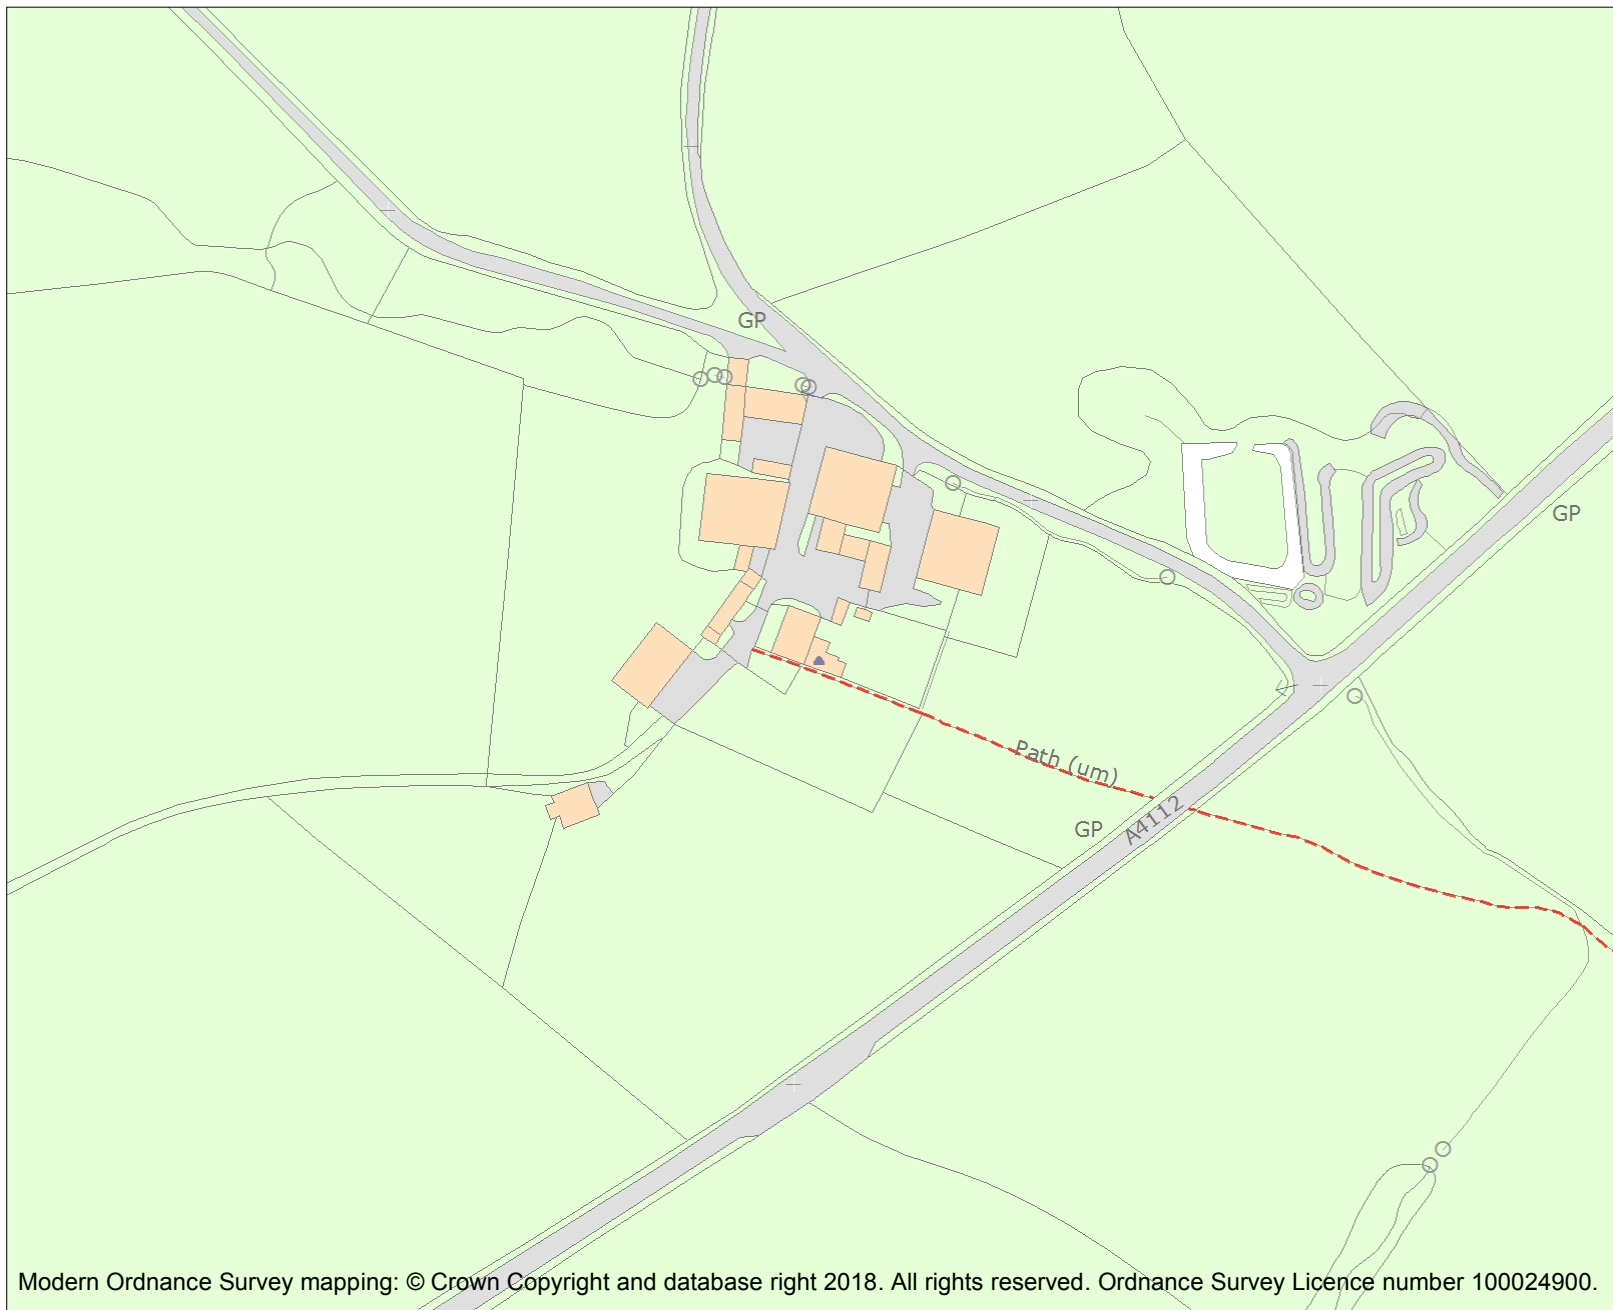 GP
GP
Path (um)
GP
A4112
Modern Ordnance Survey mapping: © Crown Copyright and database right 2018. All rights reserved. Ordnance Survey Licence number 100024900.